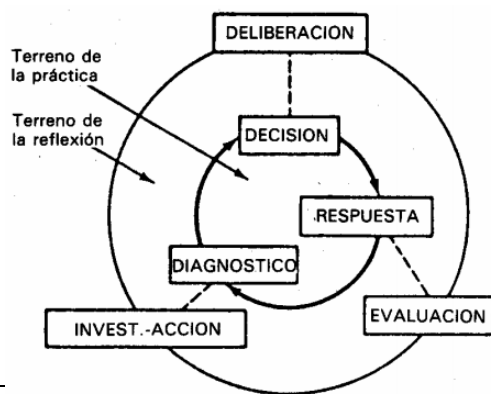 DELIBERACION
Terreno de
la práctica
Terreno de
la reflexión
DECISION
RESPUESTA
DIAGNOSTICO
INVEST.-ACCION
EVALUACION